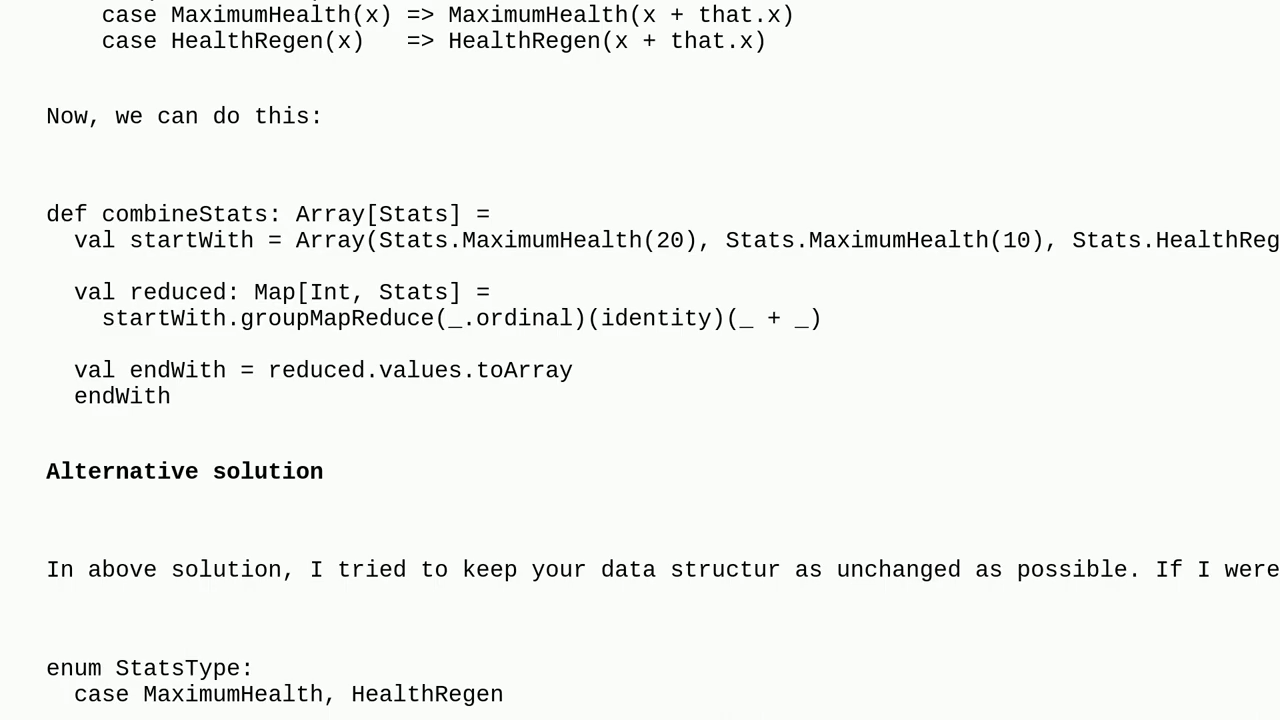 case MaximumHealth(x) => MaximumHealth(x + that.x)
case HealthRegen(x)   => HealthRegen(x + that.x)
Now, we can do this:
def combineStats: Array[Stats] =
  val startWith = Array(Stats.MaximumHealth(20), Stats.MaximumHealth(10), Stats.HealthReg
  val reduced: Map[Int, Stats] =
    startWith.groupMapReduce(_.ordinal)(identity)(_ + _)
  val endWith = reduced.values.toArray
  endWith
Alternative solution
In above solution, I tried to keep your data structur as unchanged as possible. If I were
enum StatsType:
  case MaximumHealth, HealthRegen